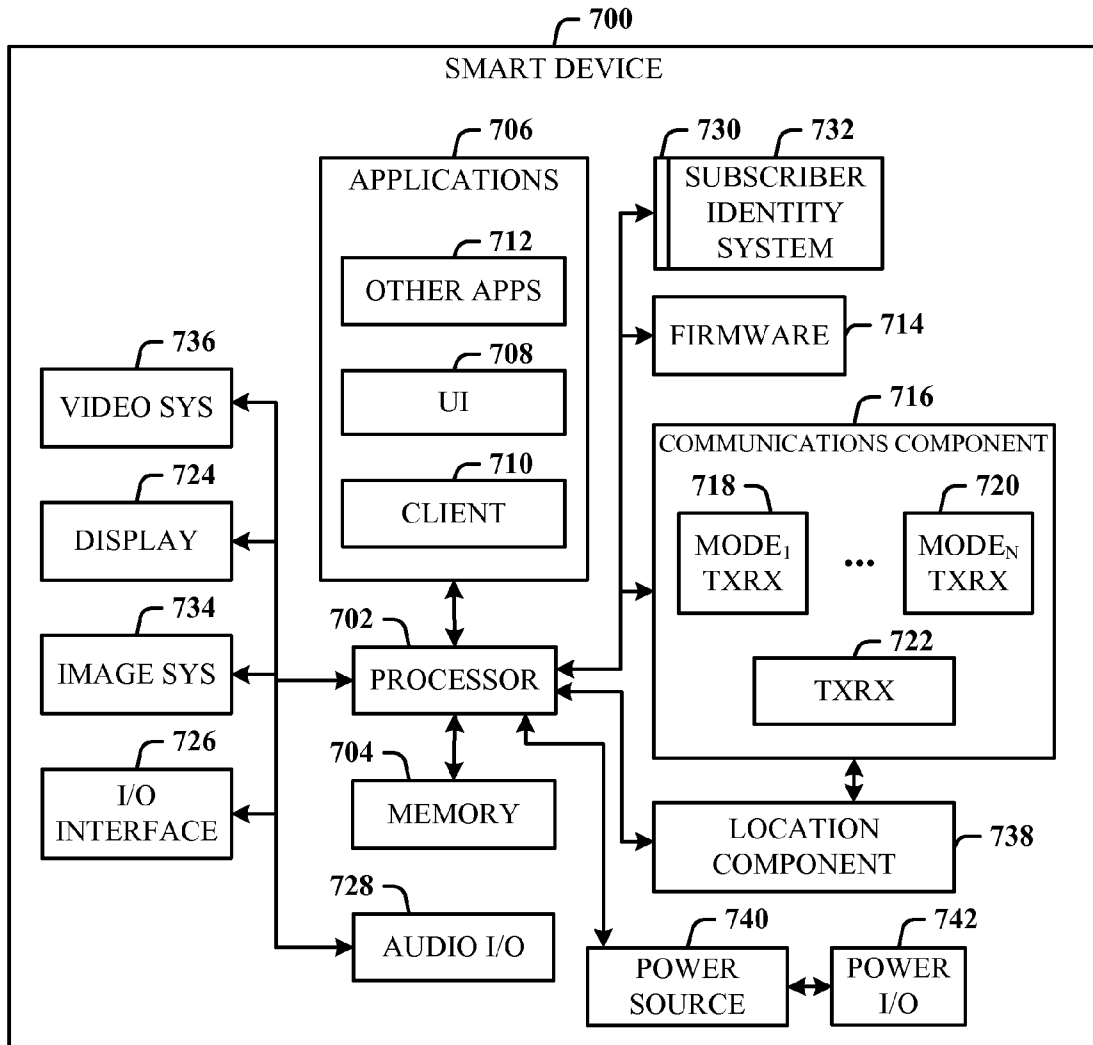 700
SMART DEVICE
706
APPLICATIONS
712
OTHER APPS
708
UI
710
CLIENT
730
732
SUBSCRIBER
IDENTITY
SYSTEM
FIRMWARE
714
716
COMMUNICATIONS COMPONENT
718
MODE1
TXRX
...
720
MODEN
TXRX
722
TXRX
736
VIDEO SYS
724
DISPLAY
734
IMAGE SYS
726
I/O
INTERFACE
702
PROCESSOR
704
MEMORY
728
AUDIO I/O
LOCATION
COMPONENT
738
740
POWER
SOURCE
742
POWER
I/O